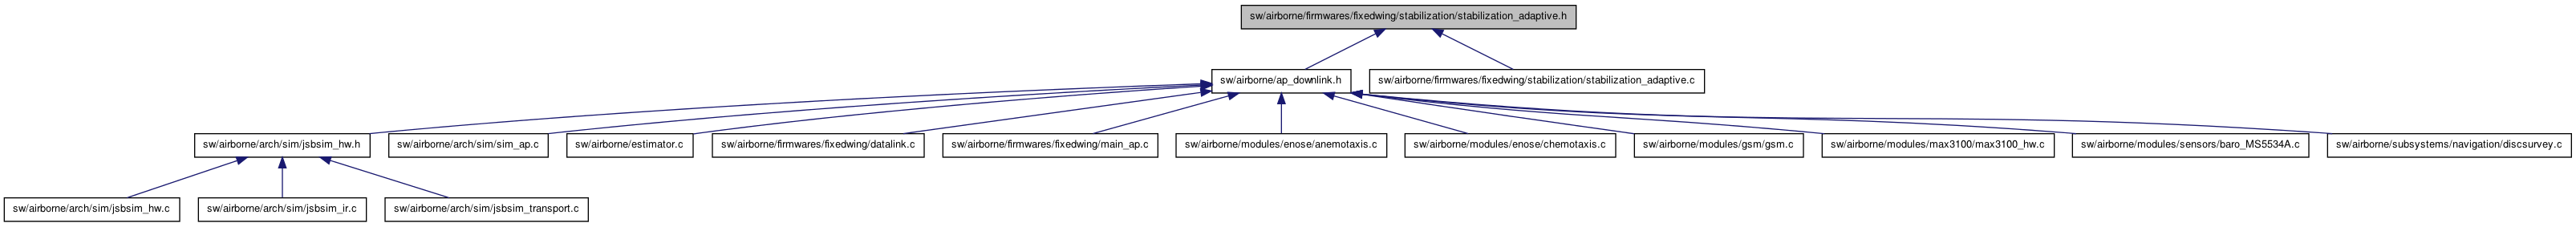 sw/airborne/firmwares/fixedwing/stabilization/stabilization_adaptive.h
sw/airborne/ap_downlink.h
sw/airborne/firmwares/fixedwing/stabilization/stabilization_adaptive.c
sw/airborne/arch/sim/jsbsim_hw.h
sw/airborne/arch/sim/sim_ap.c
sw/airborne/estimator.c
sw/airborne/firmwares/fixedwing/datalink.c
sw/airborne/firmwares/fixedwing/main_ap.c
sw/airborne/modules/enose/anemotaxis.c
sw/airborne/modules/enose/chemotaxis.c
sw/airborne/modules/gsm/gsm.c
sw/airborne/modules/max3100/max3100_hw.c
sw/airborne/modules/sensors/baro_MS5534A.c
sw/airborne/subsystems/navigation/discsurvey.c
sw/airborne/arch/sim/jsbsim_hw.c
sw/airborne/arch/sim/jsbsim_ir.c
sw/airborne/arch/sim/jsbsim_transport.c